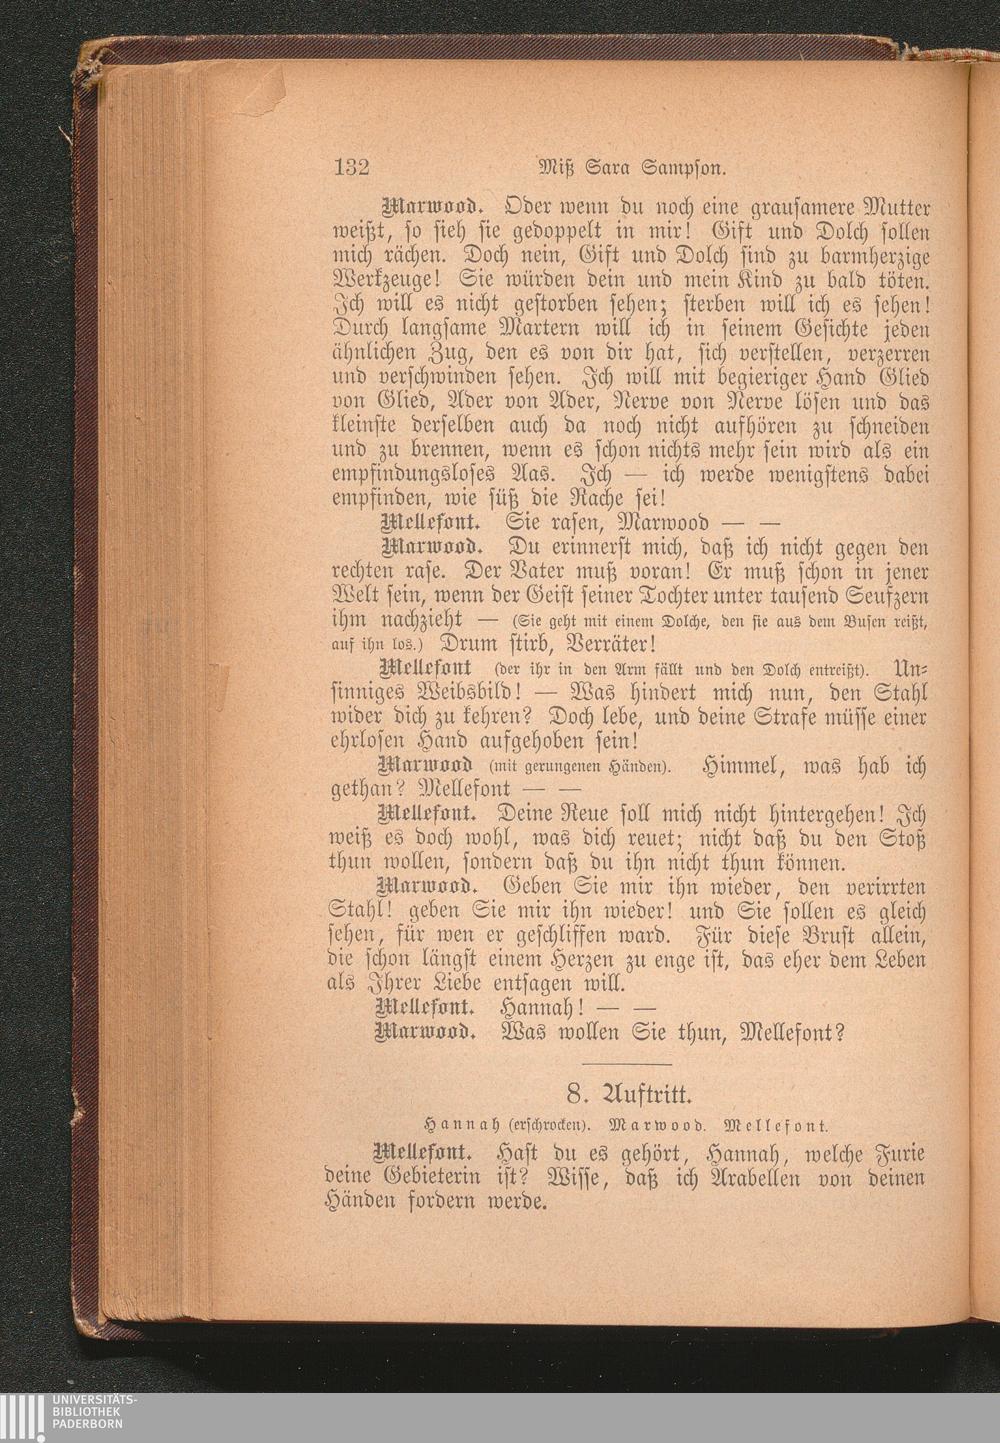 132 Miß Sara Sampson.
Marwood. Oder wenn du noch eine grausamere Mutter
weißt, so sieh sie gedoppelt in mir! Gift und Dolch sollen
mich rächen. Doch nein, Gift und Dolch sind zu barmherzige
Werkzeuge! Sie würden dein und mein Kind zu bald töten.
Ich will es nicht gestorben sehen; sterben will ich es sehen!
Durch langsame Martern will ich in seinem Gesichte jeden
ähnlichen Zug, den es von dir hat, sich verstellen, verzerren
und verschwinden sehen. Ich will mit begieriger Hand Glied
von Glied, Ader von Ader, Nerve von Nerve lösen und das
kleinste derselben auch da noch nicht aufhören zu schneiden
und zu brennen, wenn es schon nichts mehr sein wird als ein
empfindungsloses Aas. Ich — ich werde wenigstens dabei
empfinden, wie süß die Rache sei!
Mellefont. Sie rasen, Marwood — —
Marwood. Du erinnerst mich, daß ich nicht gegen den
rechten rase. Der Vater muß voran! Er muß schon in jener
Welt sein, wenn der Geist seiner Tochter unter tausend Seufzern
ihm nachzieht — (Sie geht mit einem Dolche, den sie aus dem Busen reißt,
auf ihn los.) Drum stirb, Verräter!
Mellefont (der ihr in den Arm fällt und den Dolch entreißt). Un-
sinniges Weibsbild! — Was hindert mich nun, den Stahl
wider dich zu kehren? Doch lebe, und deine Strafe müsse einer
ehrlosen Hand aufgehoben sein!
Marwood (mit gerungenen Händen). Himmel, was hab ich
gethan? Mellefont — —
Mellefont. Deine Reue soll mich nicht hintergehen! Ich
weiß es doch wohl, was dich reuet; nicht daß du den Stoß
thun wollen, sondern daß du ihn nicht thun können.
Marwood. Geben Sie mir ihn wieder, den verirrten
Stahl! geben Sie mir ihn wieder! und Sie sollen es gleich
sehen, für wen er geschliffen ward. Für diese Brust allein,
die schon längst einem Herzen zu enge ist, das eher dem Leben
als Ihrer Liebe entsagen will.
Mellefont. Hannah! — —
Marwood. Was wollen Sie thun, Mellefont?
8. Auftritt.
Hannah (erschrocken). Marwood. Mellefont.
Mellefont. Hast du es gehört, Hannah, welche Furie
deine Gebieterin ist? Wisse, daß ich Arabellen von deinen
Händen fordern werde.
UNIVERSITÄTS-
BIBLIOTHEK
PADERBORN